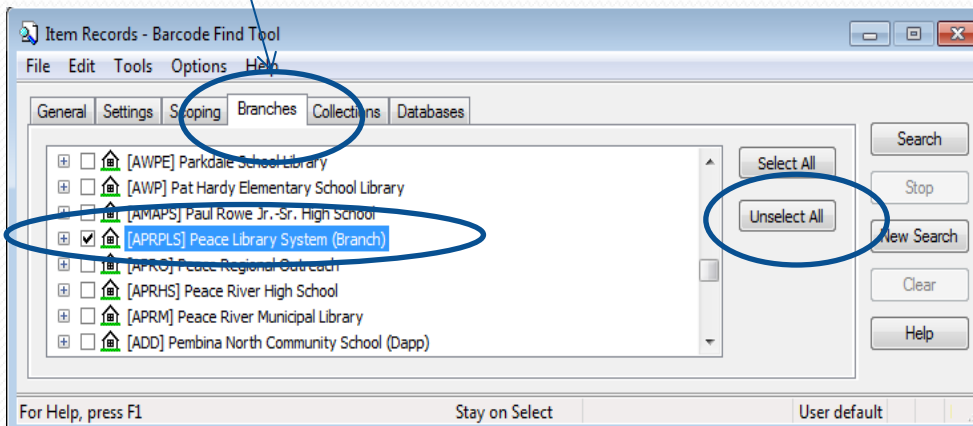 Item Records - Barcode Find Tool
File Edit Tools Options Help
General Settings Scoping Branches Collections Databases
[AWPE] Parkdale School Library
[AWP] Pat Hardy Elementary School Library
[AMAPS] Paul Rowe Jr.-Sr. High School
[APRPLS] Peace Library System (Branch)
[APRO] Peace Regional Outreach
[APRHS] Peace River High School
[APRM] Peace River Municipal Library
[ADD] Pembina North Community School (Dapp)
Select All
Unselect All
Search
Stop
New Search
Clear
Help
For Help, press F1 Stay on Select User default